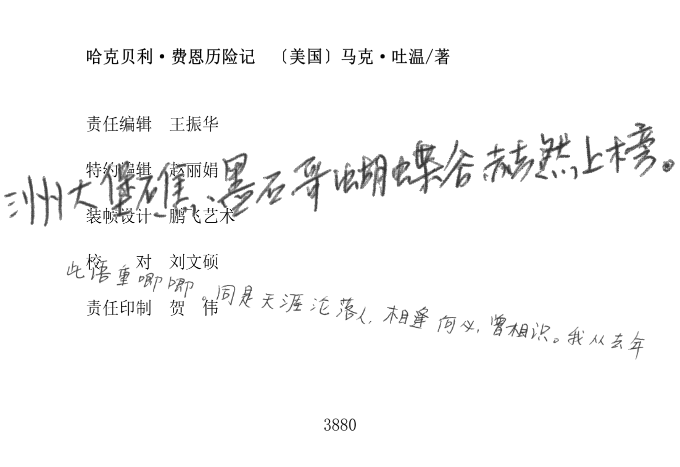 哈克贝利·费恩历险记 〔美国〕马克·吐温/著
责任编辑 王振华
特约编辑 赵丽娟
洲大堡礁、墨石哥蝴蝶谷赫然上榜。
装帧设计 鹏飞艺术
校 对 刘文硕
此语重唧唧。同是天涯沦落人,相逢何必,曾相识。我从去年
责任印制 贺 伟
3880